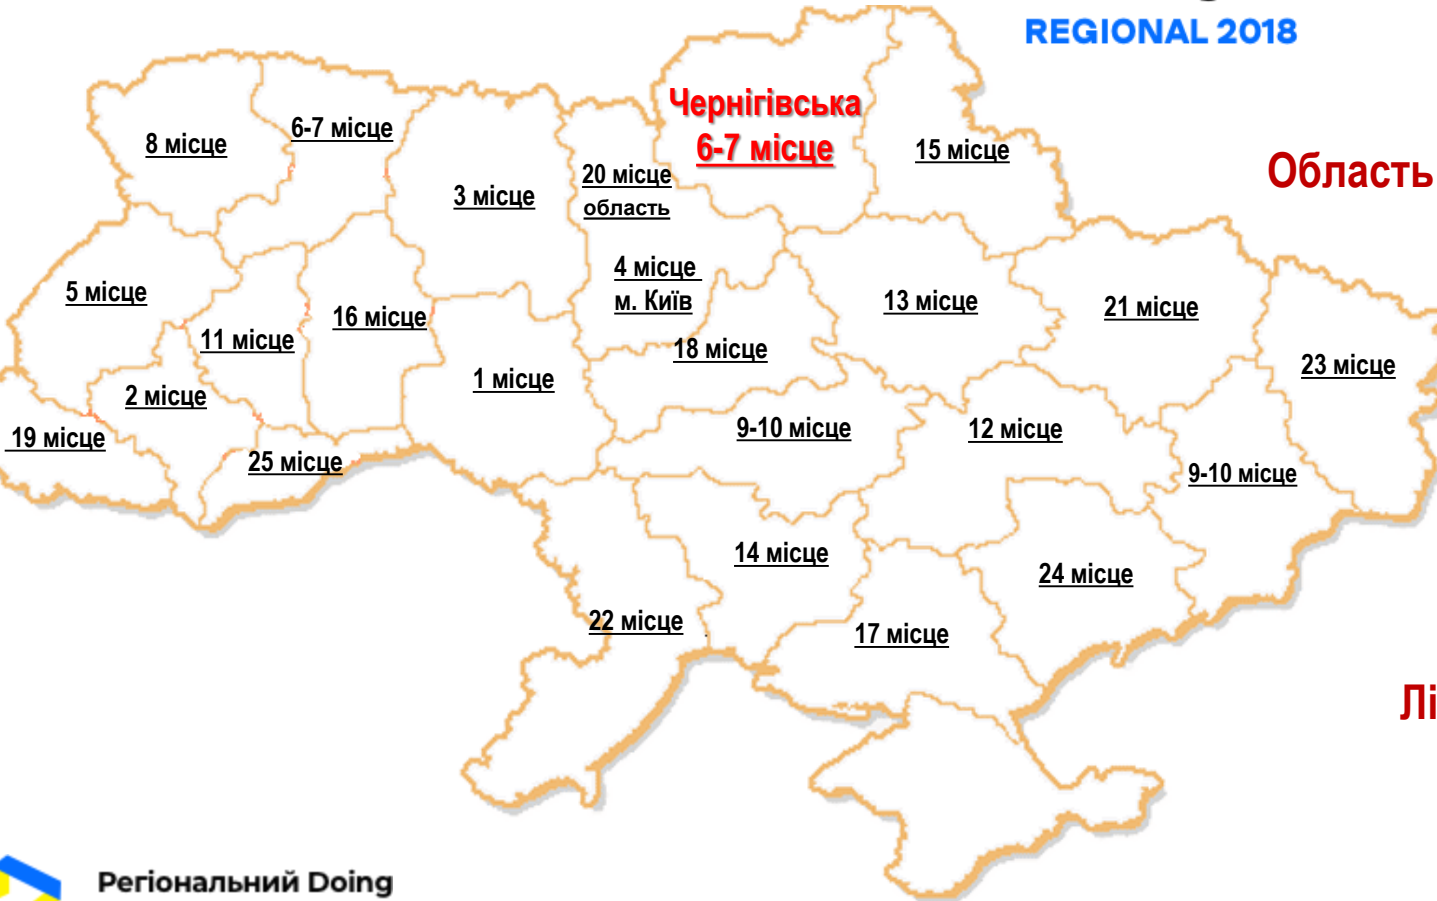 REGIONAL 2018
Чернігівська
6-7 місце
6-7 місце
8 місце
15 місце
Область
20 місце
область
3 місце
4 місце
м. Київ
5 місце
13 місце
21 місце
16 місце
11 місце
18 місце
23 місце
1 місце
2 місце
9-10 місце
12 місце
19 місце
25 місце
9-10 місце
14 місце
24 місце
22 місце
17 місце
Лі
Регіональний Doing